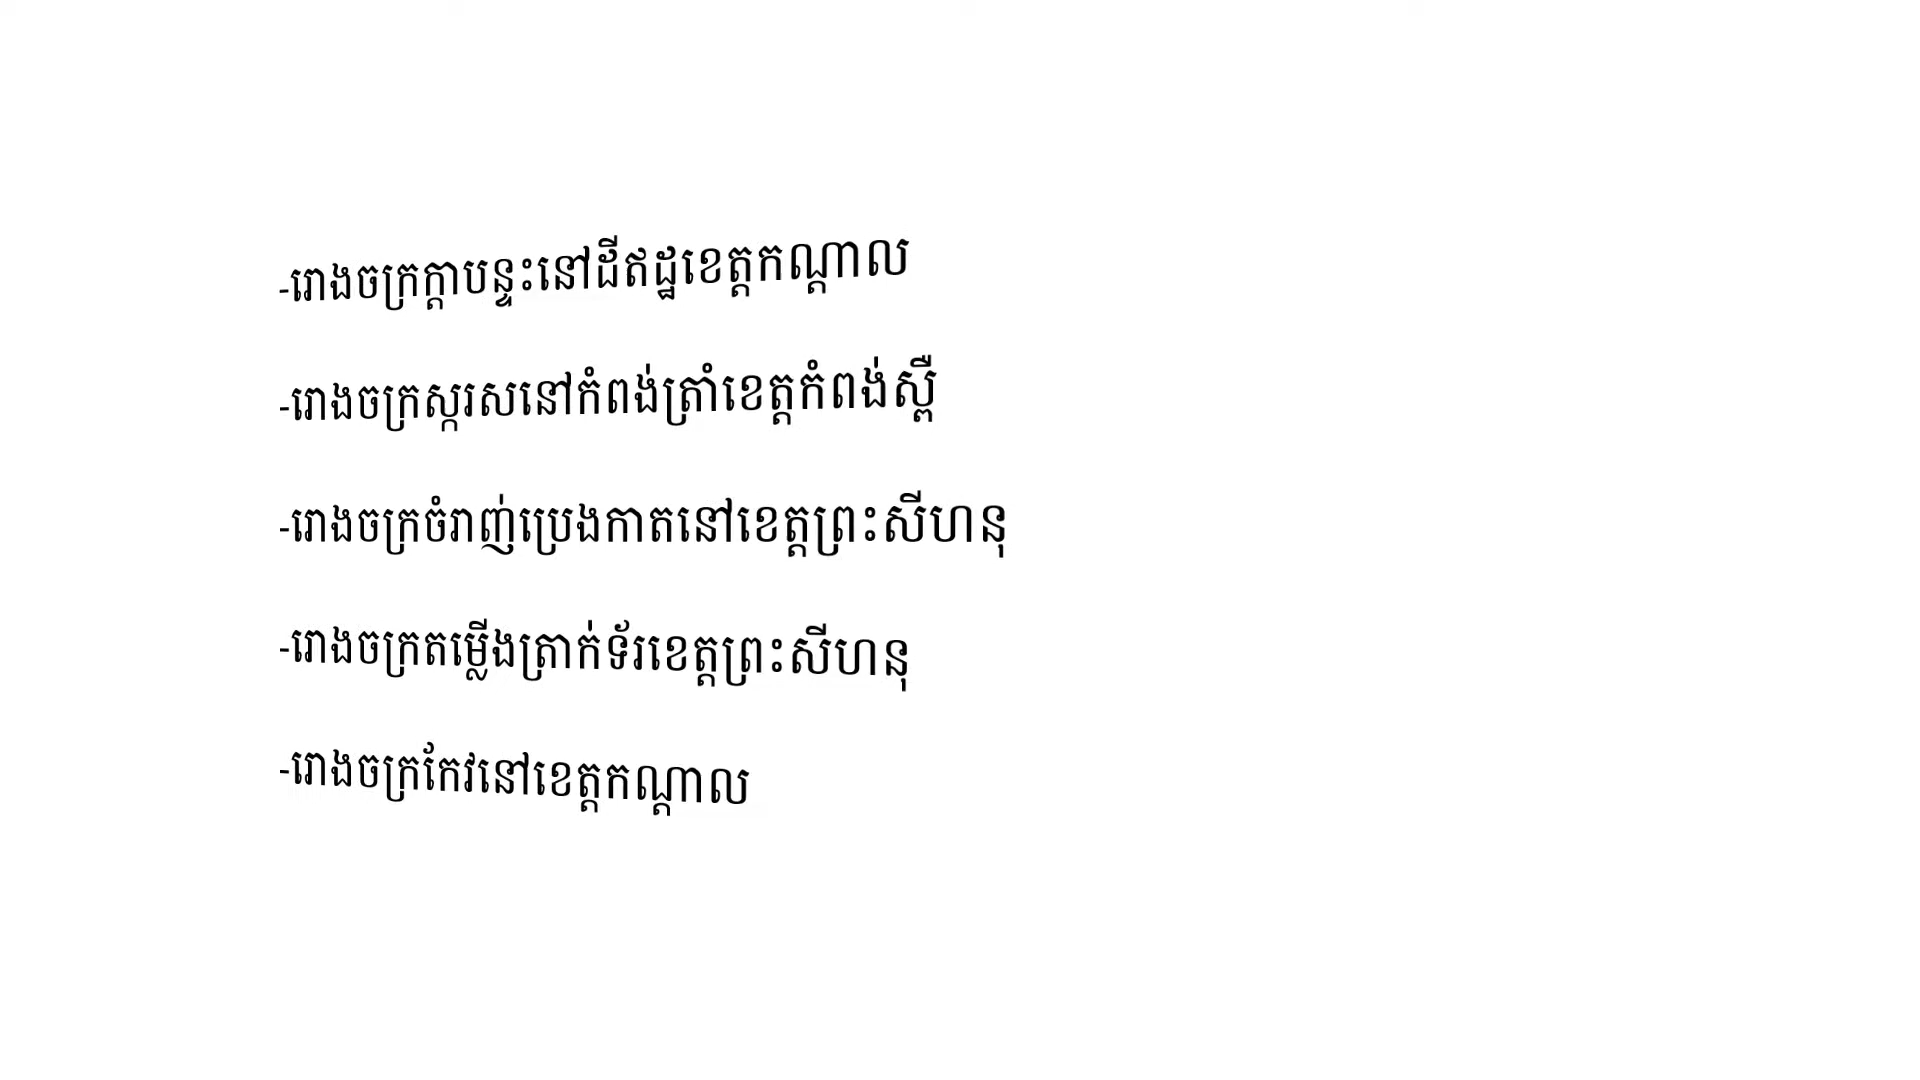 -រោងចក្រក្តាបន្ទះនៅដីឥដ្ឋខេត្តកណ្តាល
-រោងចក្រស្ករសនៅកំពង់ត្រាំខេត្តកំពង់ស្ពឺ
-រោងចក្រចំរាញ់ប្រេងកាតនៅខេត្តព្រះសីហនុ
-រោងចក្រតម្លើងត្រាក់ទ័រខេត្តព្រះសីហនុ
-រោងចក្រកែវនៅខេត្តកណ្តាល